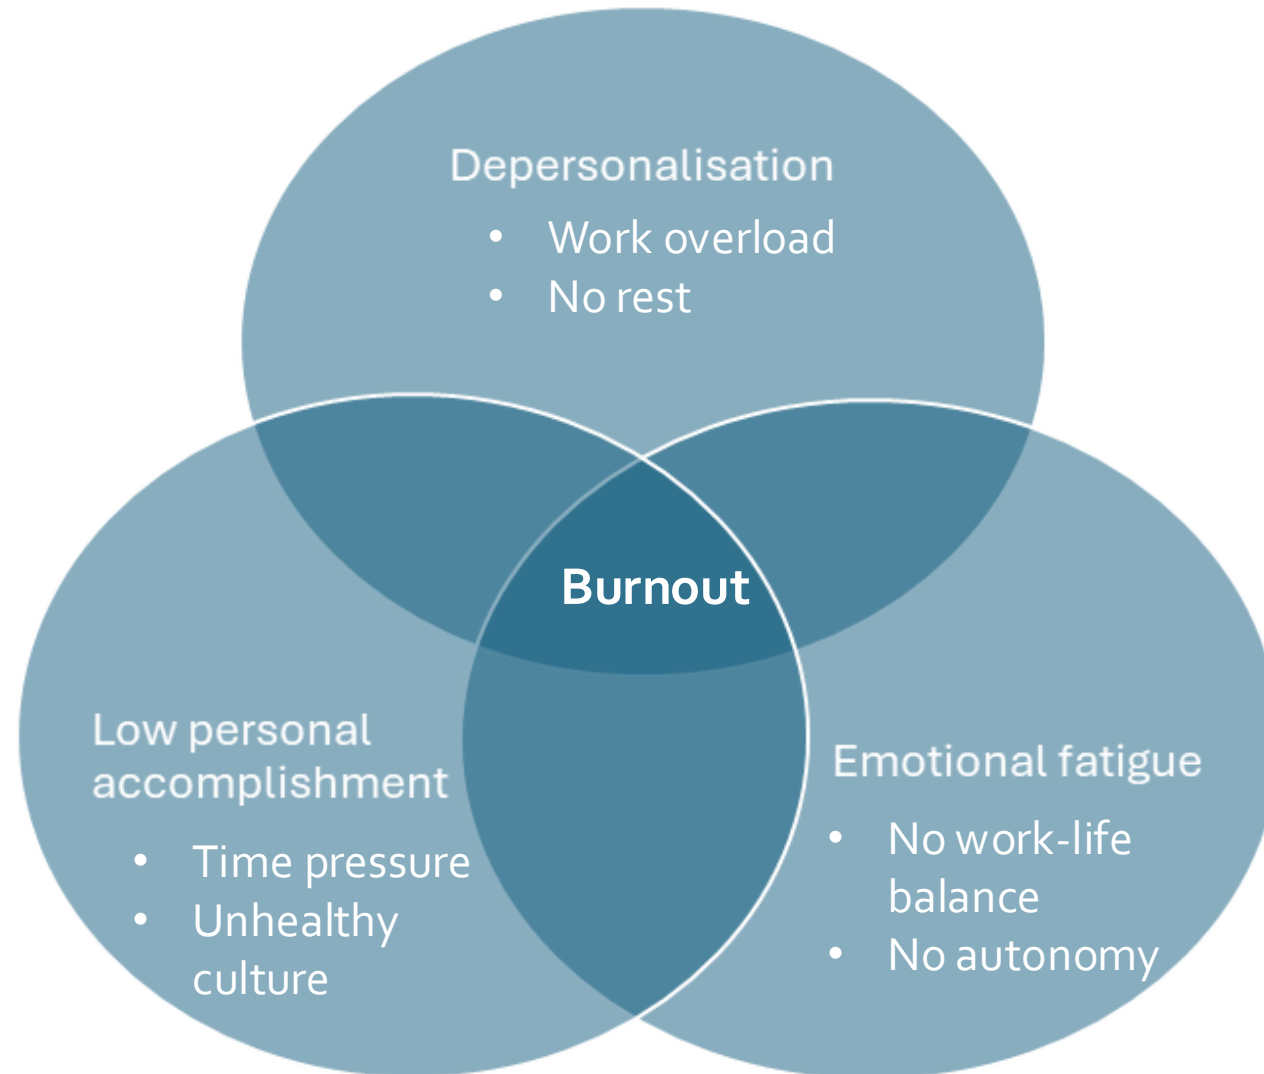 Depersonalisation
• Work overload
• No rest
Burnout
Low personal
accomplishment
• Time pressure
• Unhealthy
culture
Emotional fatigue
• No work-life
balance
• No autonomy